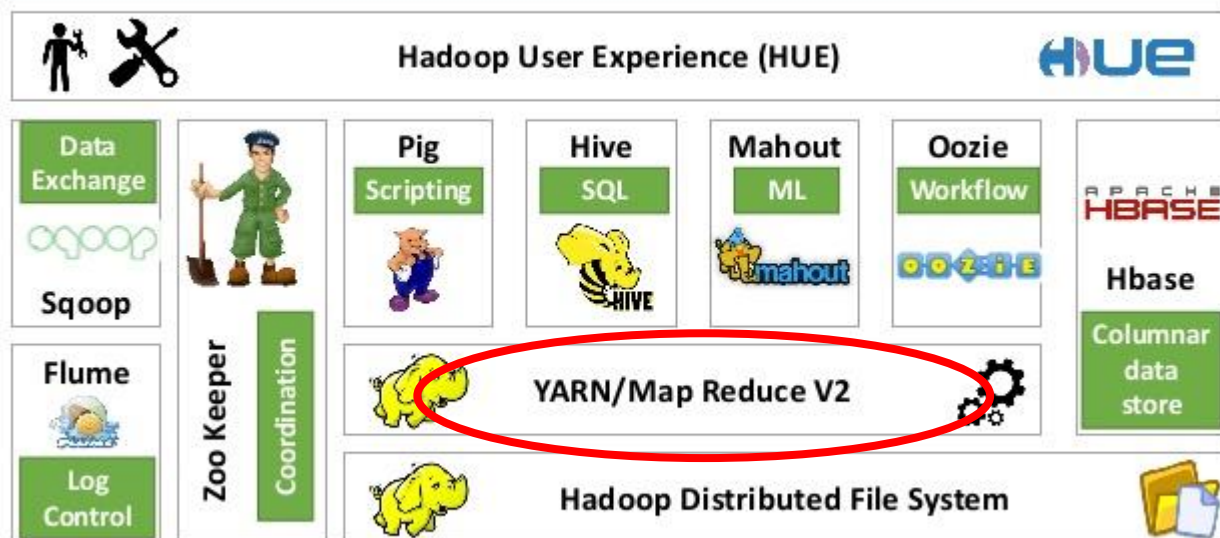 Hadoop User Experience (HUE)
HUE
Data
Exchange
sqoop
Sqoop
Flume
Log
Control
Zoo Keeper
Coordination
Pig
Scripting
Hive
SQL
HIVE
Mahout
ML
mahout
Oozie
Workflow
OOZiE
YARN/Map Reduce V2
Hadoop Distributed File System
APACHE
HBASE
Hbase
Columnar
data
store